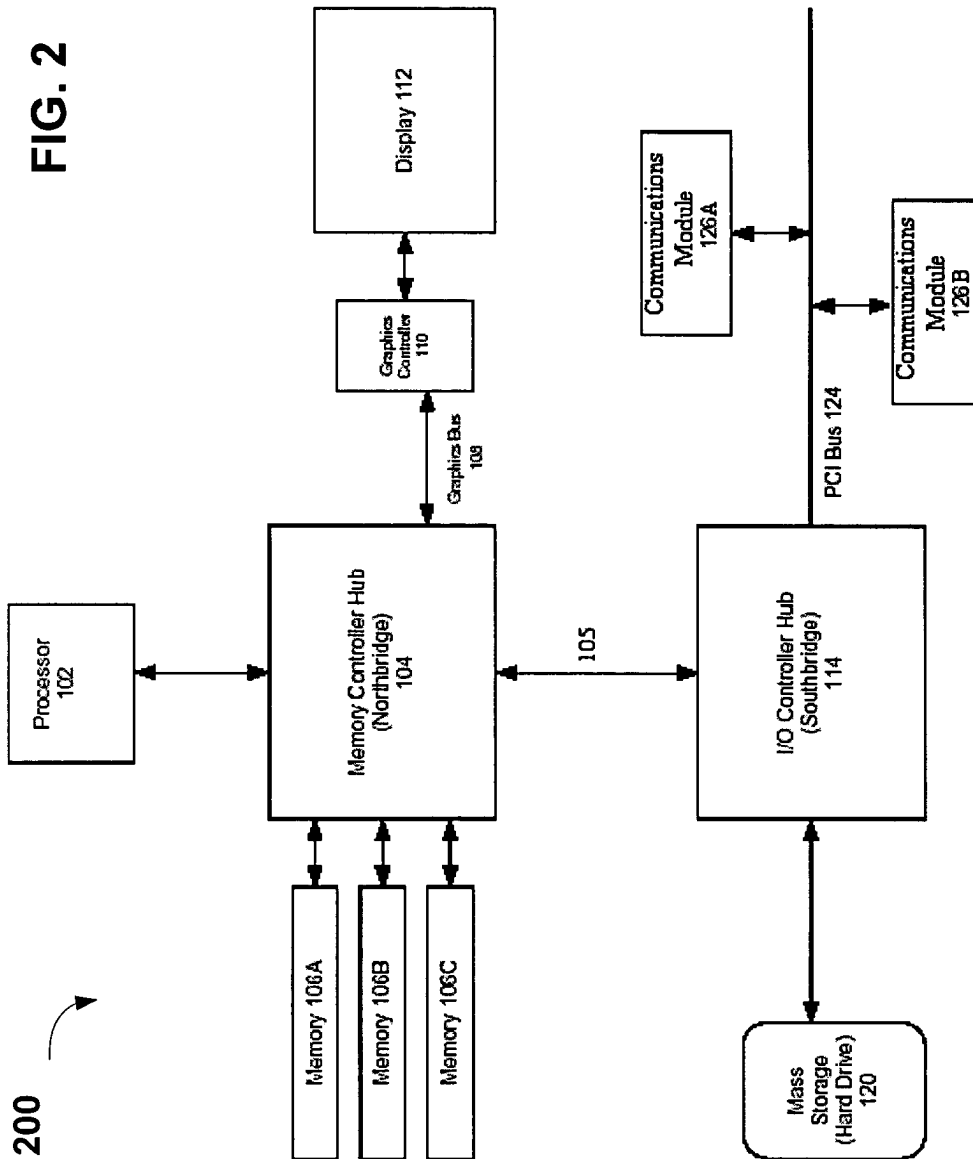 FIG. 2
200
Processor
102
Memory Controller Hub
(Northbridge)
104
Memory 106A
Memory 106B
Memory 106C
Graphics Bus
108
Graphics
Controller
110
Display 112
105
I/O Controller Hub
(Southbridge)
114
Mass
Storage
(Hard Drive)
120
PCI Bus 124
Communications
Module
126A
Communications
Module
126B